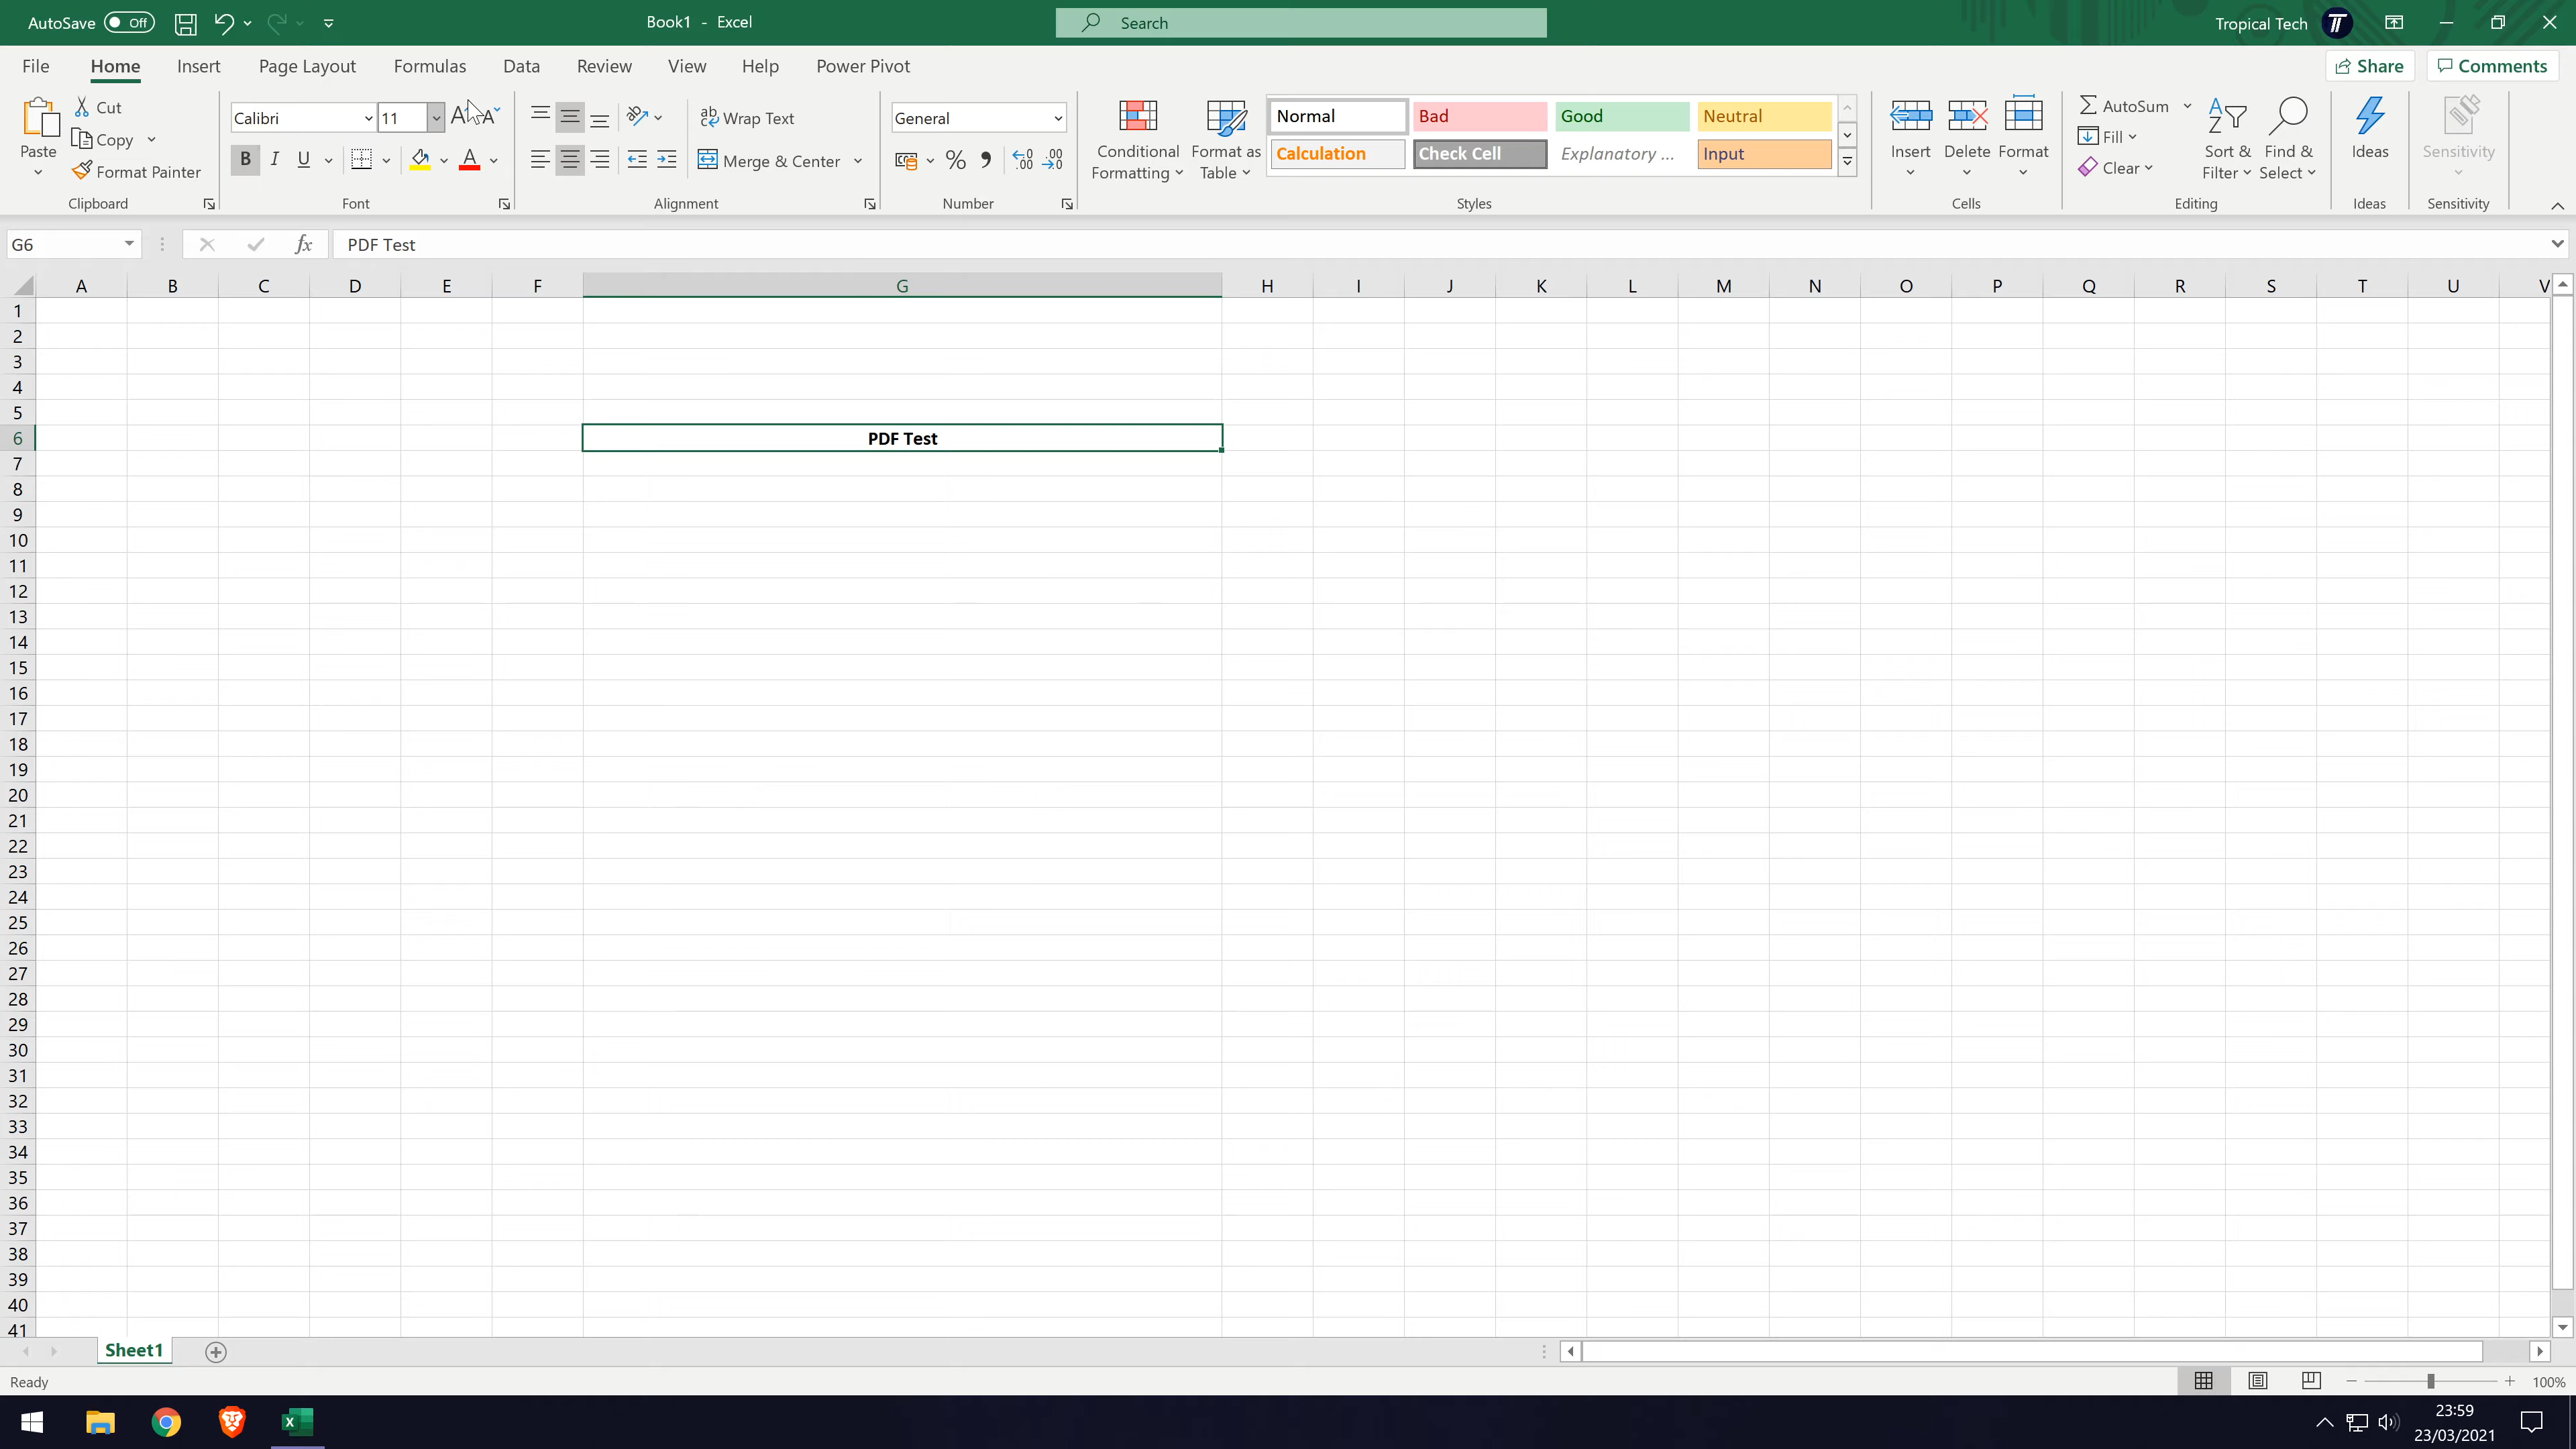 AutoSave Off Book1 - Excel Search Tropical Tech
File Home Insert Page Layout Formulas Data Review View Help Power Pivot Share Comments
Paste Cut Copy Format Painter Clipboard
Calibri 11 B I U A Font
Wrap Text Merge & Center Alignment
General % Number
Conditional Formatting Format as Table
Normal Bad Good Neutral
Calculation Check Cell Explanatory ... Input
Styles
Insert Delete Format Cells
AutoSum Fill Clear Sort & Filter Find & Select Editing
Ideas Ideas
Sensitivity Sensitivity
G6 fx PDF Test
A B C D E F G H I J K L M N O P Q R S T U V
1
2
3
4
5
6 PDF Test
7
8
9
10
11
12
13
14
15
16
17
18
19
20
21
22
23
24
25
26
27
28
29
30
31
32
33
34
35
36
37
38
39
40
41
Sheet1
Ready 100%
23:59
23/03/2021